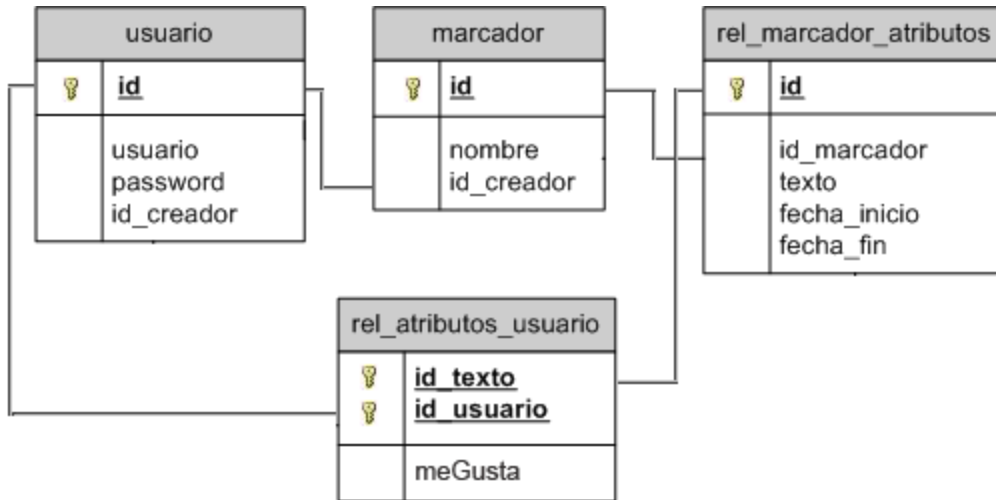 usuario
id
usuario
password
id_creador
marcador
id
nombre
id_creador
rel_marcador_atributos
id
id_marcador
texto
fecha_inicio
fecha_fin
rel_atributos_usuario
id_texto
id_usuario
meGusta